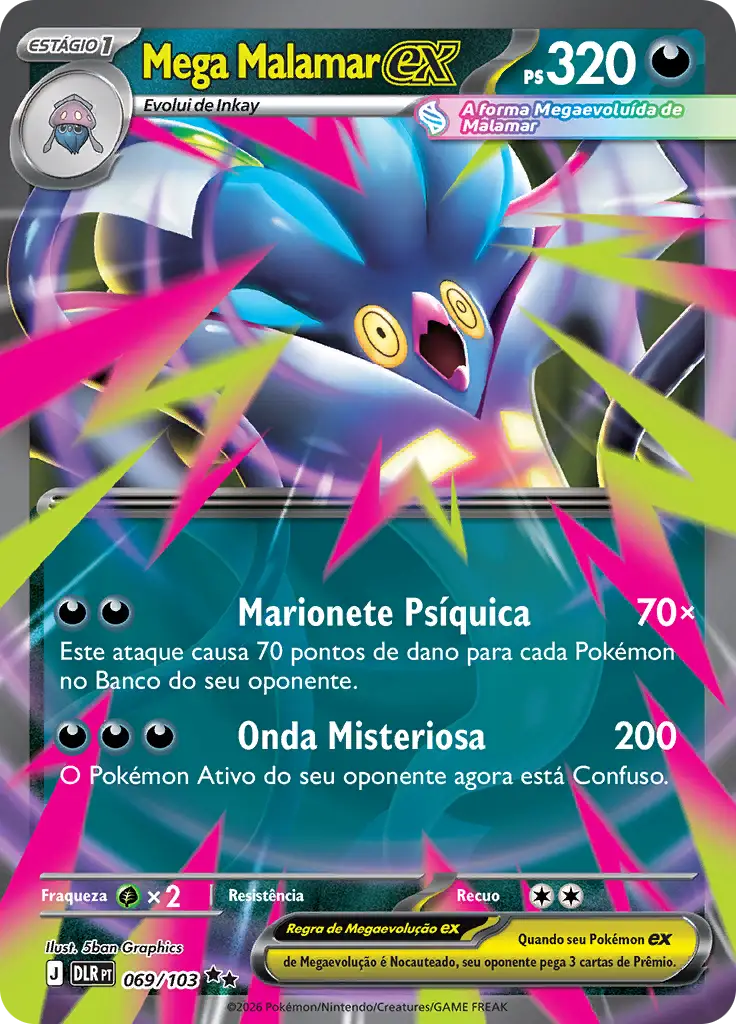 ESTÁGIO 1
Mega Malamar ex
PS 320
Evolui de Inkay
A forma Megaevoluída de
Malamar
Marionete Psíquica 70×
Este ataque causa 70 pontos de dano para cada Pokémon
no Banco do seu oponente.
Onda Misteriosa 200
O Pokémon Ativo do seu oponente agora está Confuso.
Fraqueza ×2 Resistência Recuo
Ilust. 5ban Graphics
Regra de Megaevolução ex Quando seu Pokémon ex
de Megaevolução é Nocauteado, seu oponente pega 3 cartas de Prêmio.
J DLR PT 069/103
©2026 Pokémon/Nintendo/Creatures/GAME FREAK